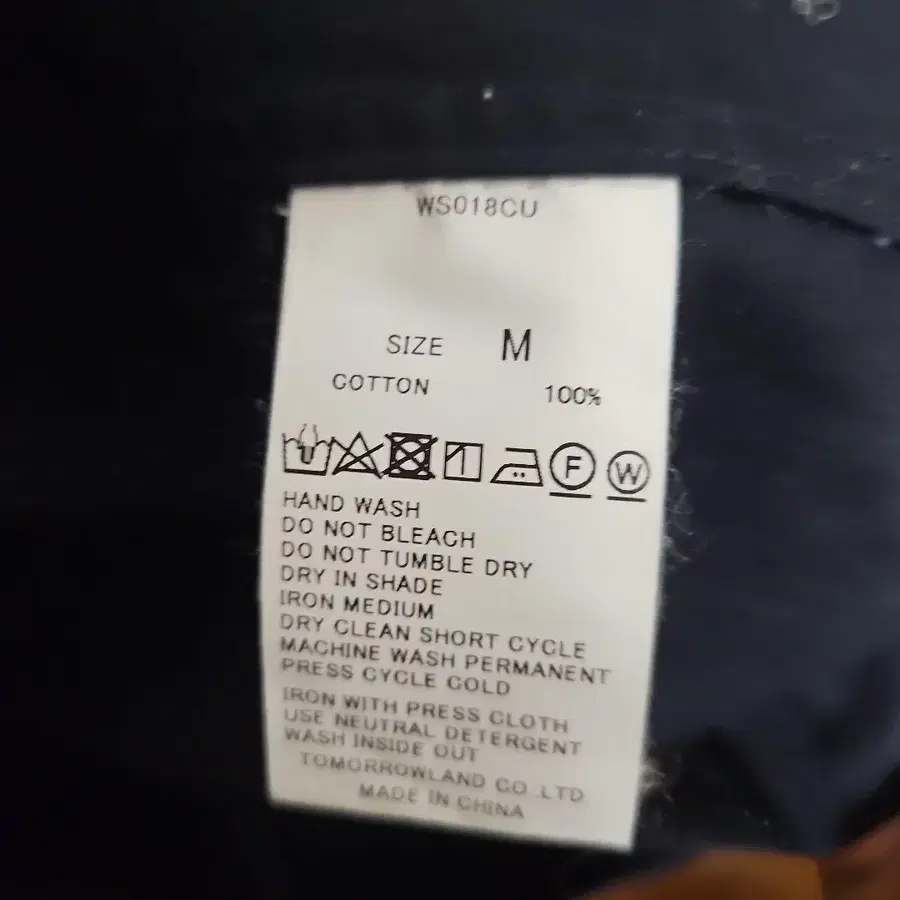 WS018CU
SIZE M
COTTON 100%
F W
HAND WASH
DO NOT BLEACH
DO NOT TUMBLE DRY
DRY IN SHADE
IRON MEDIUM
DRY CLEAN SHORT CYCLE
MACHINE WASH PERMANENT
PRESS CYCLE COLD
IRON WITH PRESS CLOTH
USE NEUTRAL DETERGENT
WASH INSIDE OUT
TOMORROWLAND CO.,LTD
MADE IN CHINA